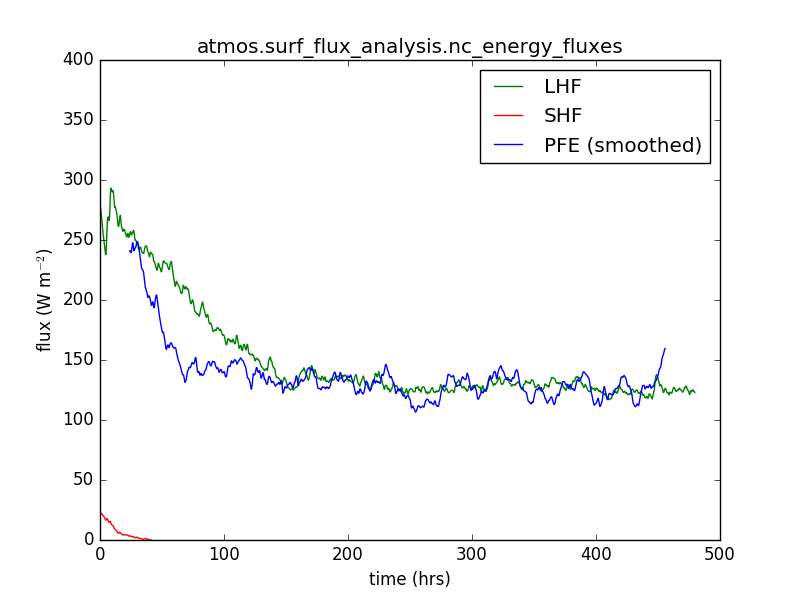 atmos.surf_flux_analysis.nc_energy_fluxes
400
350
300
250
200
150
100
50
0
flux (W m⁻²)
LHF
SHF
PFE (smoothed)
0 100 200 300 400 500
time (hrs)